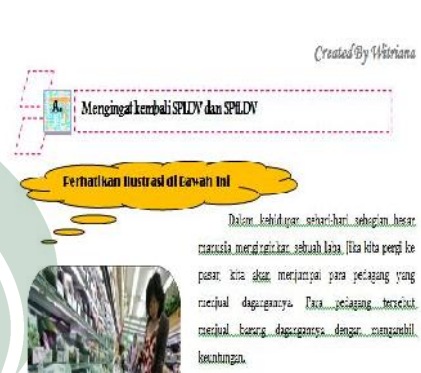 Created By Witriana
A. Mengingat kembali SPLDV dan SPtLDV
Perhatikan Ilustrasi di Bawah Ini
Dalam kehidupan sehari-hari sebagian besar
manusia menginginkan sebuah laba. Jika kita pergi ke
pasar, kita akan menjumpai para pedagang yang
menjual dagangannya. Para pedagang tersebut
menjual barang dagangannya dengan mengambil
keuntungan.